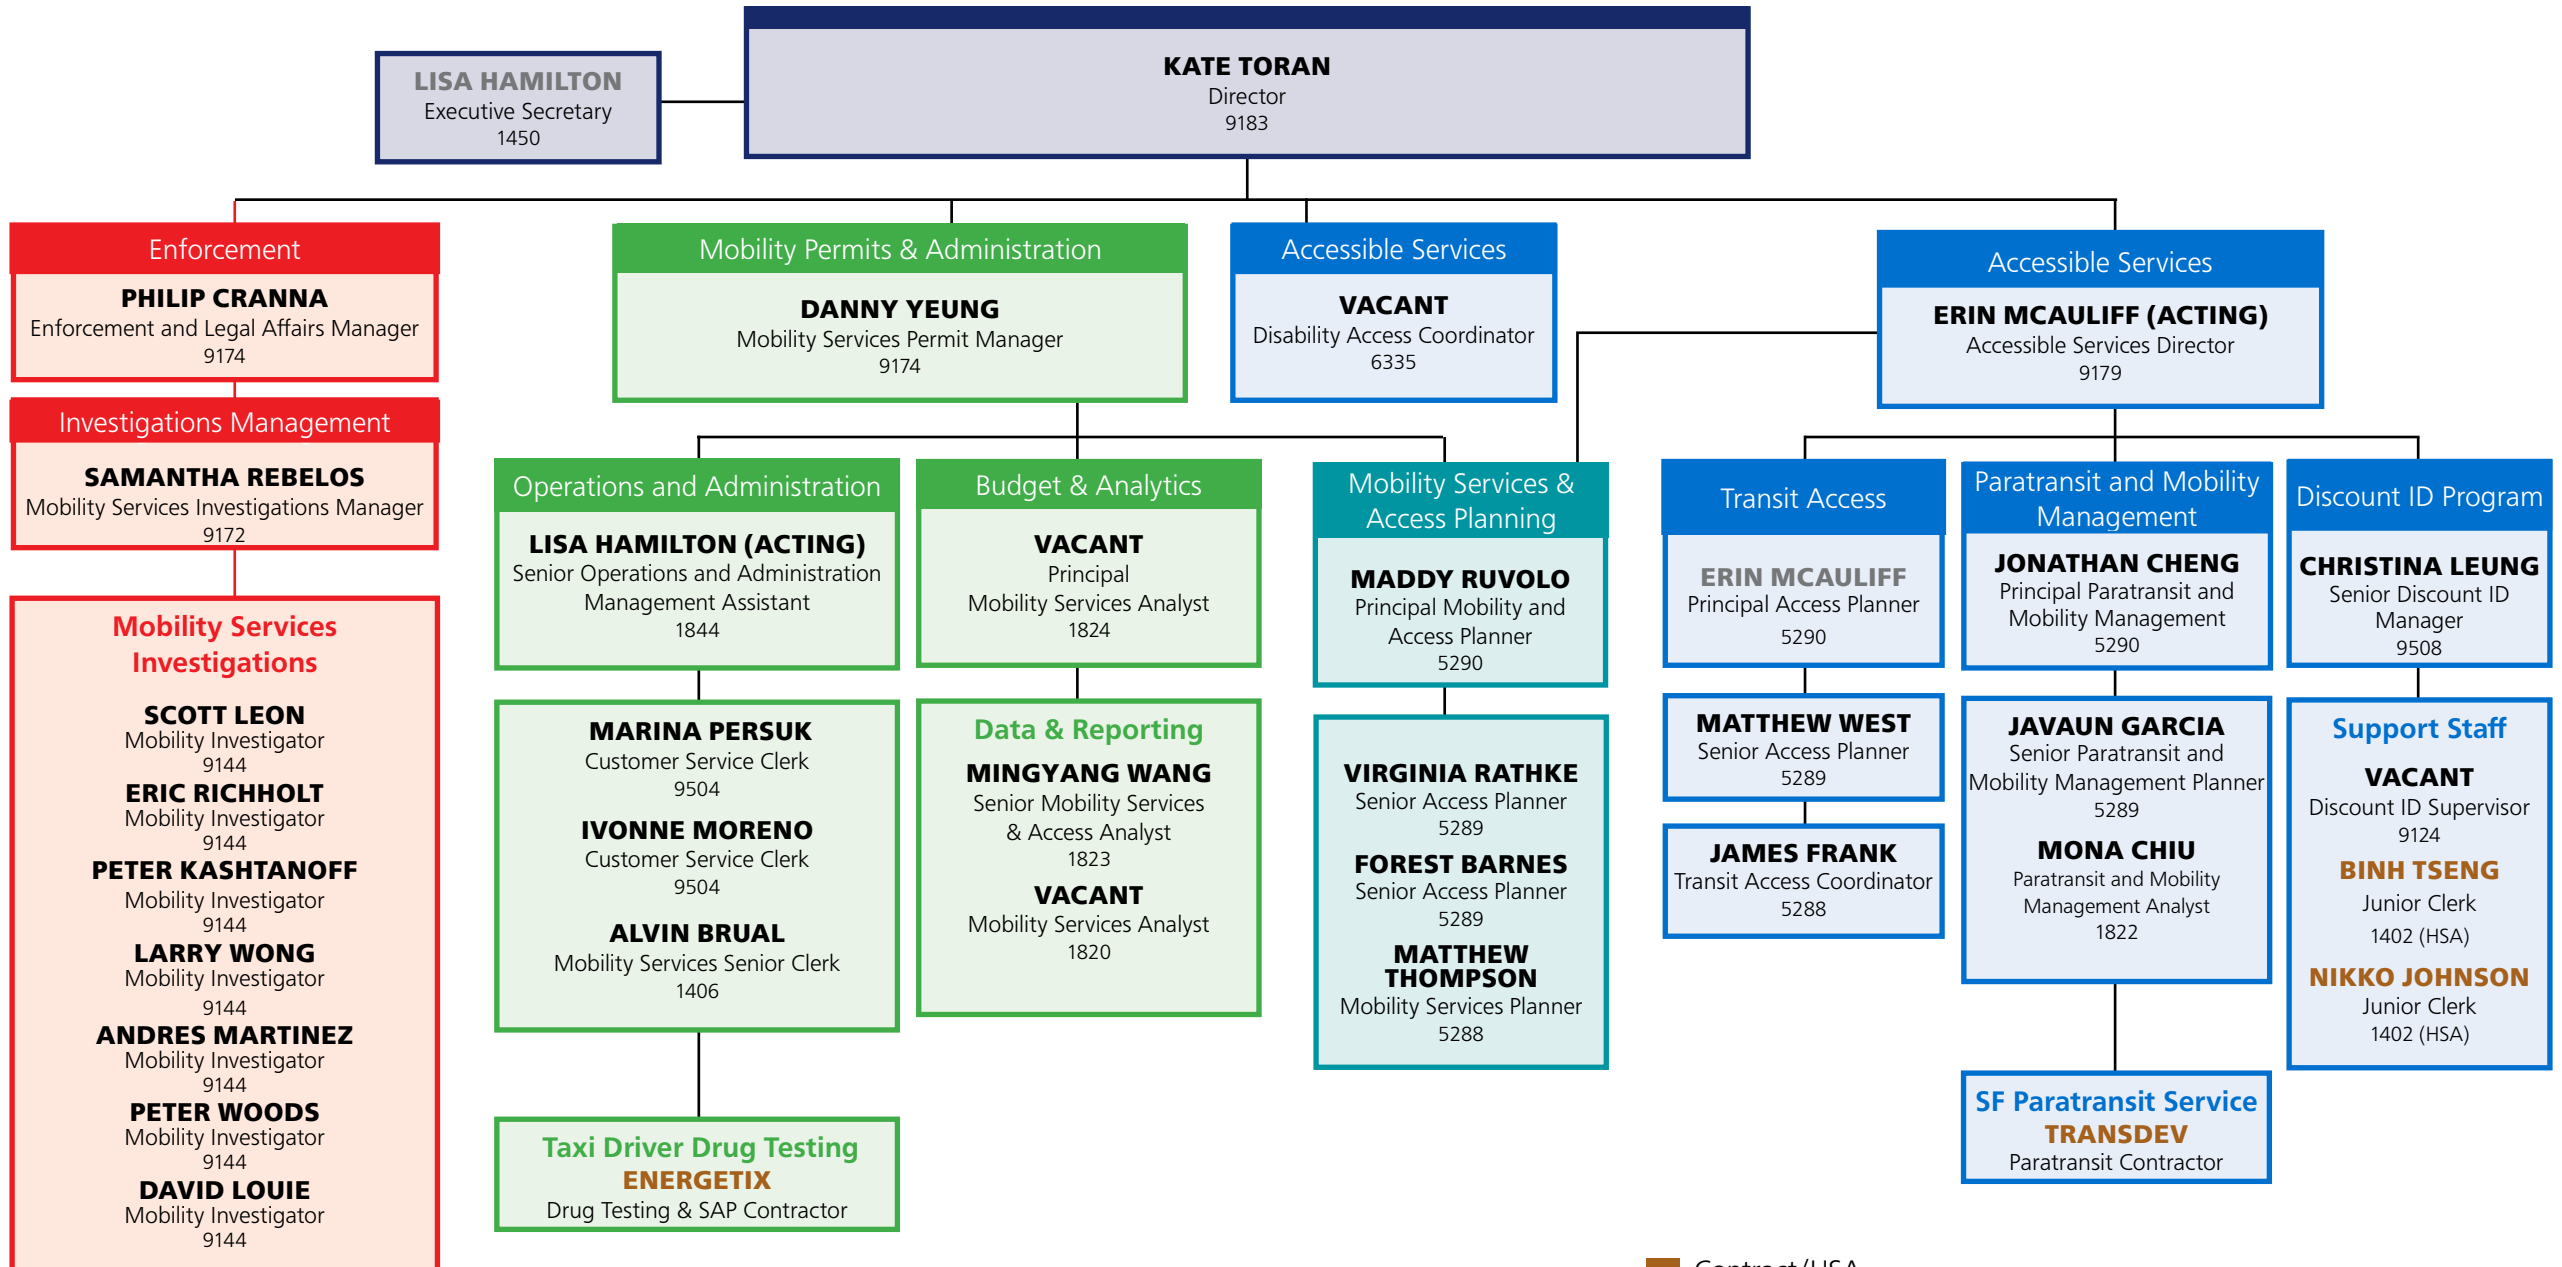 LISA HAMILTON
Executive Secretary
1450
KATE TORAN
Director
9183
Enforcement
PHILIP CRANNA
Enforcement and Legal Affairs Manager
9174
Investigations Management
SAMANTHA REBELOS
Mobility Services Investigations Manager
9172
Mobility Services
Investigations
SCOTT LEON
Mobility Investigator
9144
ERIC RICHHOLT
Mobility Investigator
9144
PETER KASHTANOFF
Mobility Investigator
9144
LARRY WONG
Mobility Investigator
9144
ANDRES MARTINEZ
Mobility Investigator
9144
PETER WOODS
Mobility Investigator
9144
DAVID LOUIE
Mobility Investigator
9144
Mobility Permits & Administration
DANNY YEUNG
Mobility Services Permit Manager
9174
Operations and Administration
LISA HAMILTON (ACTING)
Senior Operations and Administration
Management Assistant
1844
MARINA PERSUK
Customer Service Clerk
9504
IVONNE MORENO
Customer Service Clerk
9504
ALVIN BRUAL
Mobility Services Senior Clerk
1406
Taxi Driver Drug Testing
ENERGETIX
Drug Testing & SAP Contractor
Budget & Analytics
VACANT
Principal
Mobility Services Analyst
1824
Data & Reporting
MINGYANG WANG
Senior Mobility Services
& Access Analyst
1823
VACANT
Mobility Services Analyst
1820
Mobility Services &
Access Planning
MADDY RUVOLO
Principal Mobility and
Access Planner
5290
VIRGINIA RATHKE
Senior Access Planner
5289
FOREST BARNES
Senior Access Planner
5289
MATTHEW
THOMPSON
Mobility Services Planner
5288
Accessible Services
VACANT
Disability Access Coordinator
6335
Accessible Services
ERIN MCAULIFF (ACTING)
Accessible Services Director
9179
Transit Access
ERIN MCAULIFF
Principal Access Planner
5290
MATTHEW WEST
Senior Access Planner
5289
JAMES FRANK
Transit Access Coordinator
5288
Paratransit and Mobility
Management
JONATHAN CHENG
Principal Paratransit and
Mobility Management
5290
JAVAUN GARCIA
Senior Paratransit and
Mobility Management Planner
5289
MONA CHIU
Paratransit and Mobility
Management Analyst
1822
SF Paratransit Service
TRANSDEV
Paratransit Contractor
Discount ID Program
CHRISTINA LEUNG
Senior Discount ID
Manager
9508
Support Staff
VACANT
Discount ID Supervisor
9124
BINH TSENG
Junior Clerk
1402 (HSA)
NIKKO JOHNSON
Junior Clerk
1402 (HSA)
Contract/HSA